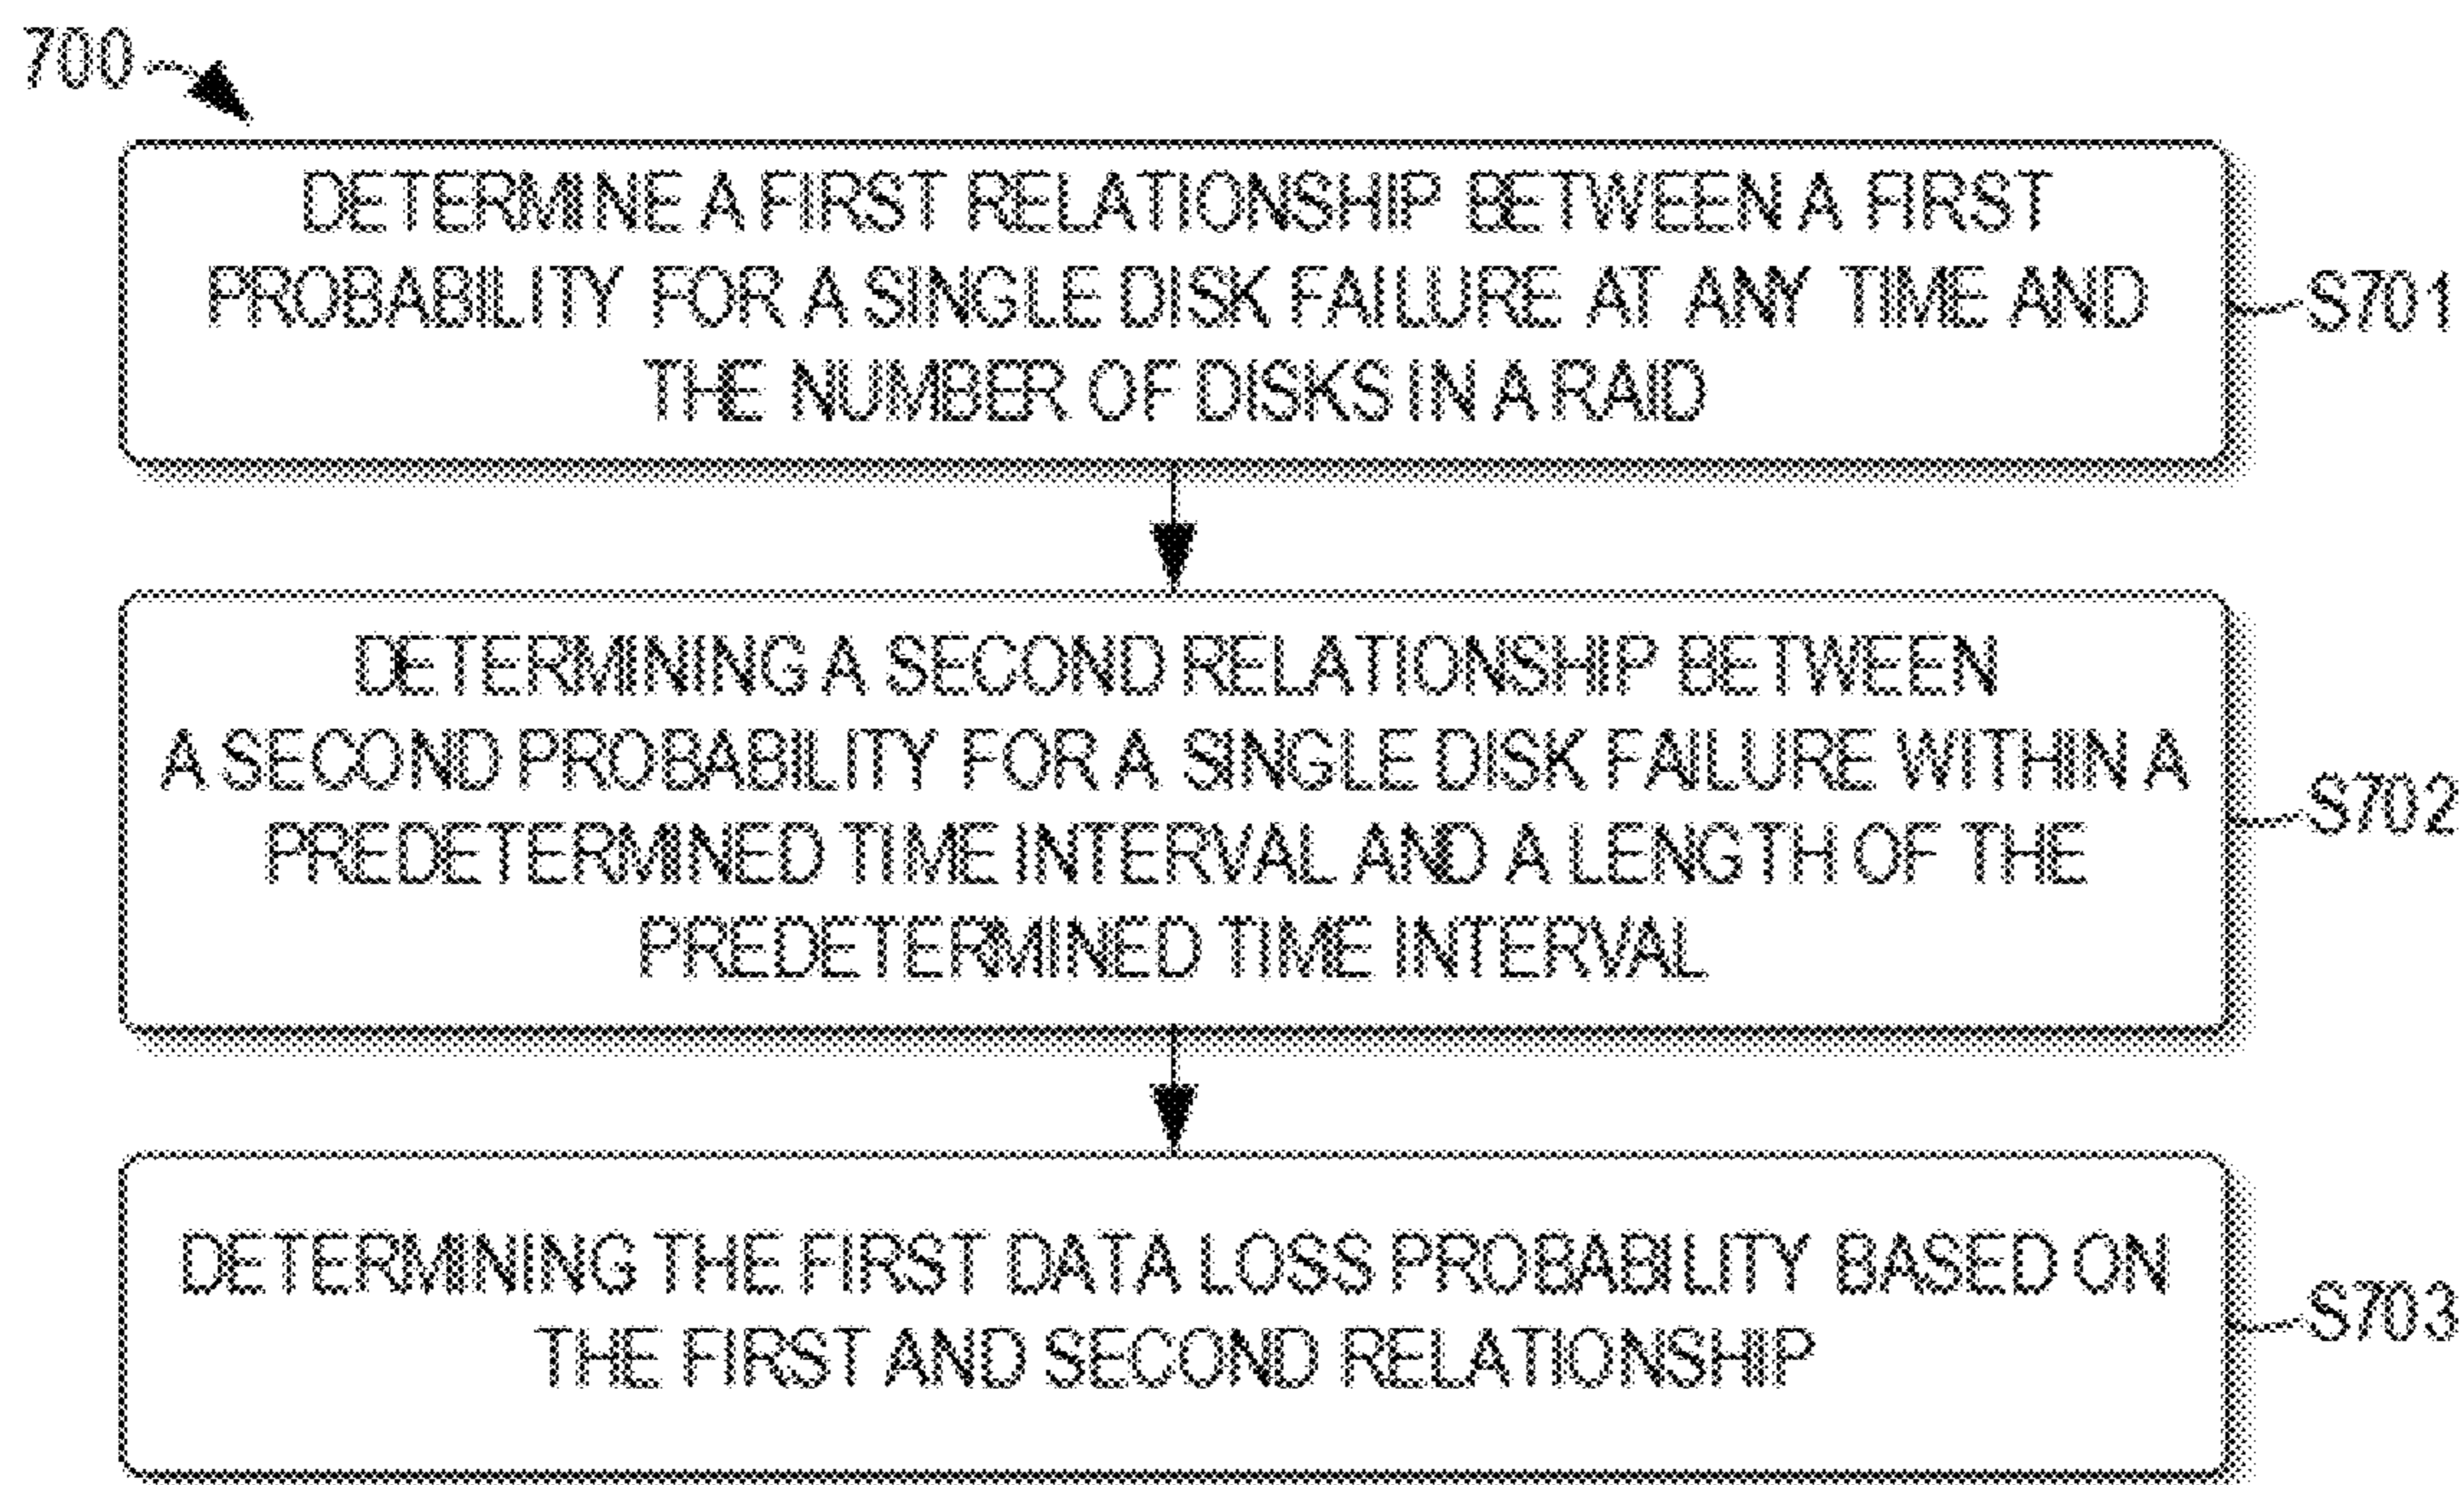 700
DETERMINE A FIRST RELATIONSHIP BETWEEN A FIRST
PROBABILITY FOR A SINGLE DISK FAILURE AT ANY TIME AND
THE NUMBER OF DISKS IN A RAID
S701
DETERMINING A SECOND RELATIONSHIP BETWEEN
A SECOND PROBABILITY FOR A SINGLE DISK FAILURE WITHIN A
PREDETERMINED TIME INTERVAL AND A LENGTH OF THE
PREDETERMINED TIME INTERVAL
S702
DETERMINING THE FIRST DATA LOSS PROBABILITY BASED ON
THE FIRST AND SECOND RELATIONSHIP
S703